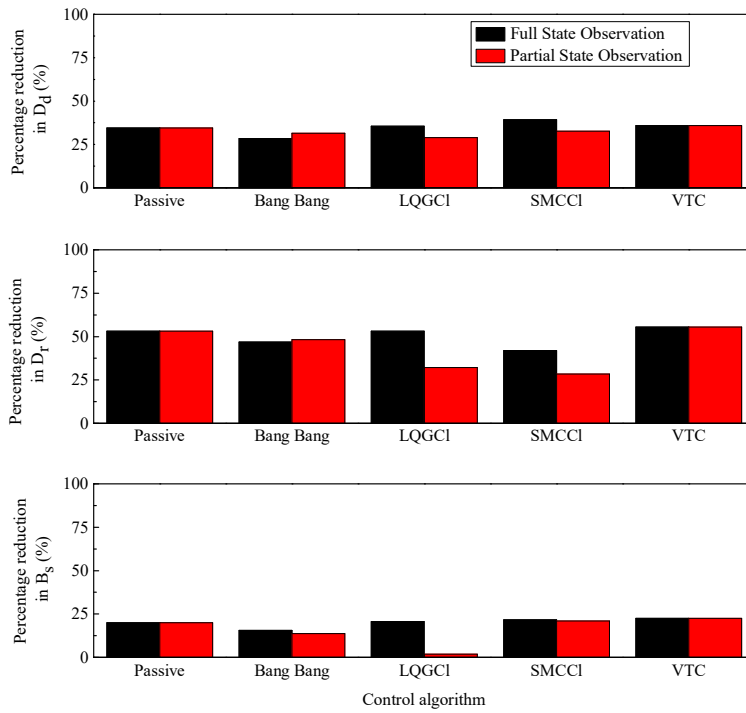 100
75
50
25
0
Percentage reduction
in D_d (%)
Full State Observation
Partial State Observation
Passive Bang Bang LQGCl SMCCl VTC
100
75
50
25
0
Percentage reduction
in D_r (%)
Passive Bang Bang LQGCl SMCCl VTC
100
75
50
25
0
Percentage reduction
in B_s (%)
Passive Bang Bang LQGCl SMCCl VTC
Control algorithm